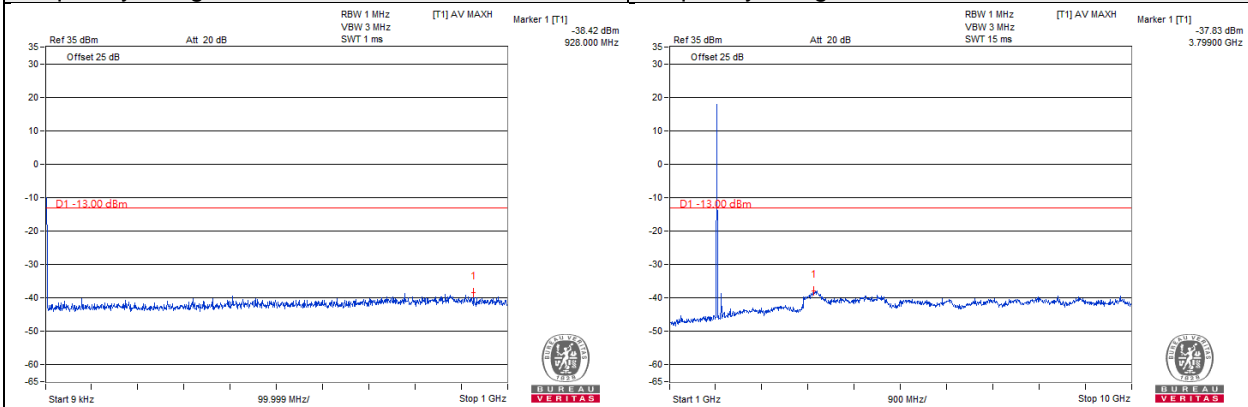 RBW 1 MHz
[T1] AV MAXH
Marker 1 [T1]
VBW 3 MHz
-38.42 dBm
Ref 35 dBm
Att 20 dB
SWT 1 ms
928.000 MHz
35
Offset 25 dB
30
20
10
0
-10
D1 -13.00 dBm
-20
-30
1
-40
-50
-60
-65
Start 9 kHz
99.999 MHz/
Stop 1 GHz
BUREAU VERITAS
1828
BUREAU
VERITAS
RBW 1 MHz
[T1] AV MAXH
Marker 1 [T1]
VBW 3 MHz
-37.83 dBm
Ref 35 dBm
Att 20 dB
SWT 15 ms
3.79900 GHz
35
Offset 25 dB
30
20
10
0
-10
D1 -13.00 dBm
-20
-30
1
-40
-50
-60
-65
Start 1 GHz
900 MHz/
Stop 10 GHz
BUREAU VERITAS
1828
BUREAU
VERITAS